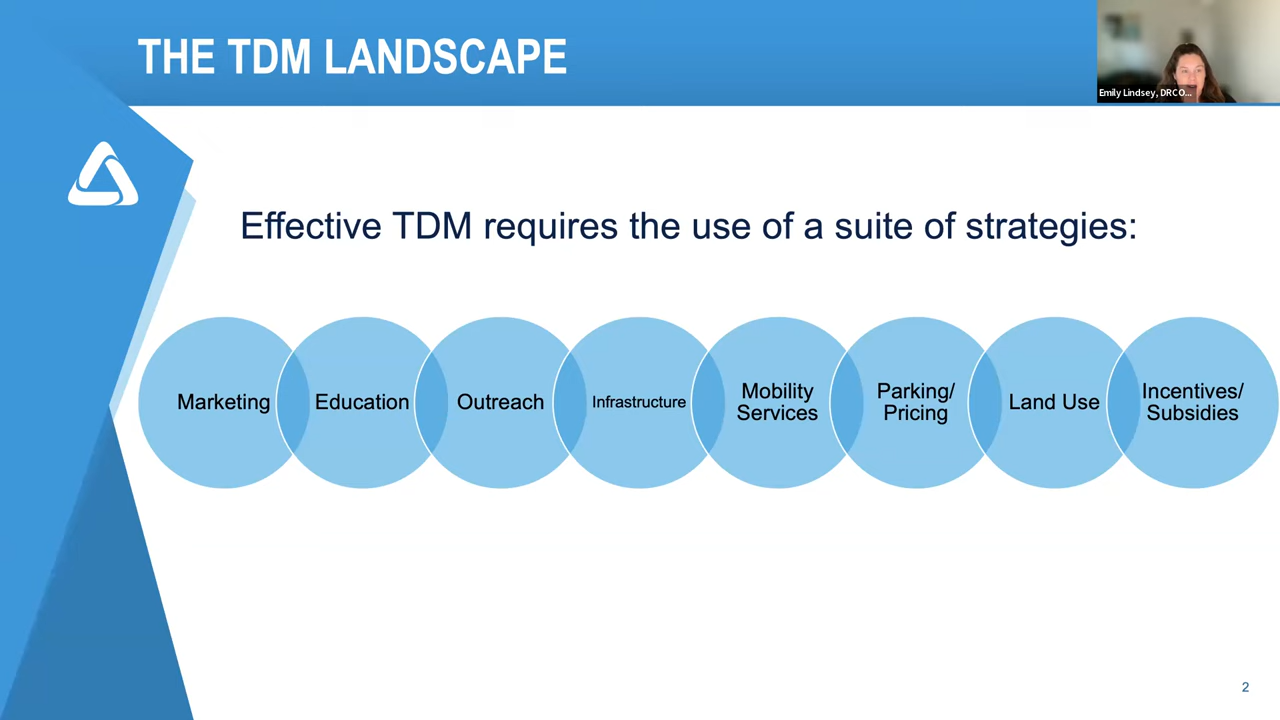 THE TDM LANDSCAPE
Emily Lindsey, DRCO...
Effective TDM requires the use of a suite of strategies:
Marketing
Education
Outreach
Infrastructure
Mobility
Services
Parking/
Pricing
Land Use
Incentives/
Subsidies
2